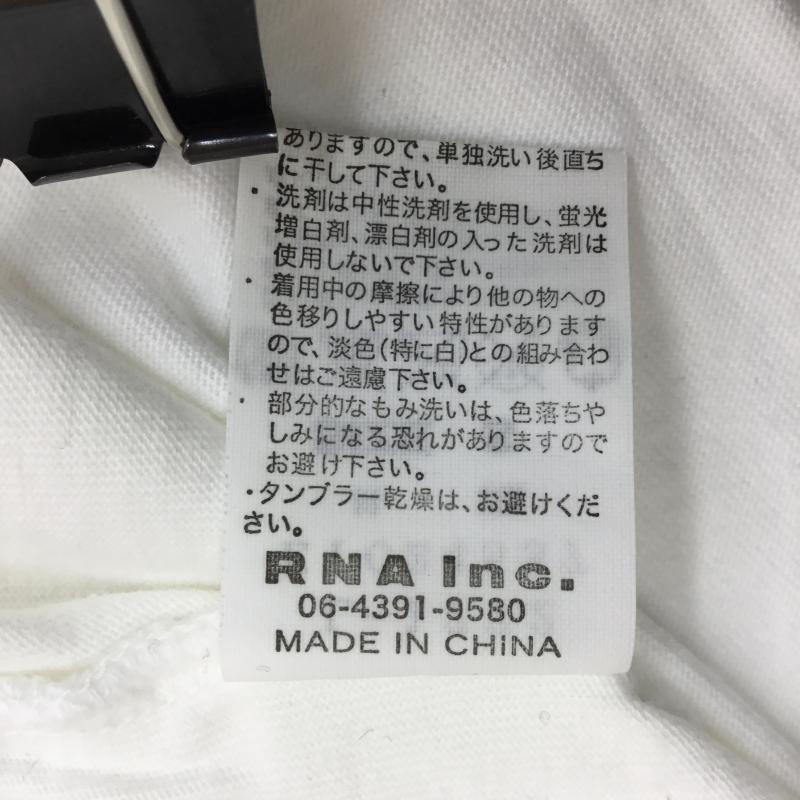 ありますので、単独洗い後直ち
に干して下さい。
・洗剤は中性洗剤を使用し、蛍光
増白剤、漂白剤の入った洗剤は
使用しないで下さい。
・着用中の摩擦により他の物への
色移りしやすい特性があります
ので、淡色(特に白)との組み合わ
せはご遠慮下さい。
・部分的なもみ洗いは、色落ちや
しみになる恐れがありますので
お避け下さい。
・タンブラー乾燥は、お避けくだ
さい。
RNA Inc.
06-4391-9580
MADE IN CHINA